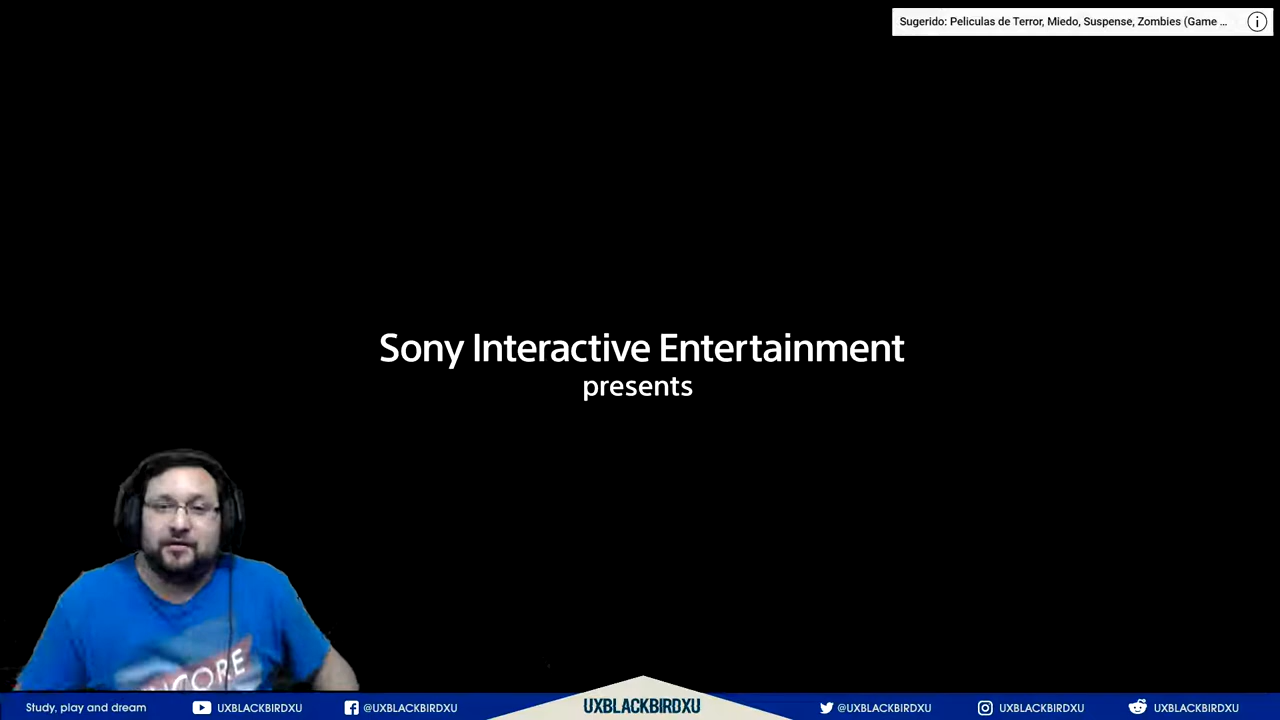 Sugerido: Peliculas de Terror, Miedo, Suspense, Zombies (Game ...
Sony Interactive Entertainment
presents
Study, play and dream
UXBLACKBIRDXU
@UXBLACKBIRDXU
UXBLACKBIRDXU
@UXBLACKBIRDXU
UXBLACKBIRDXU
UXBLACKBIRDXU